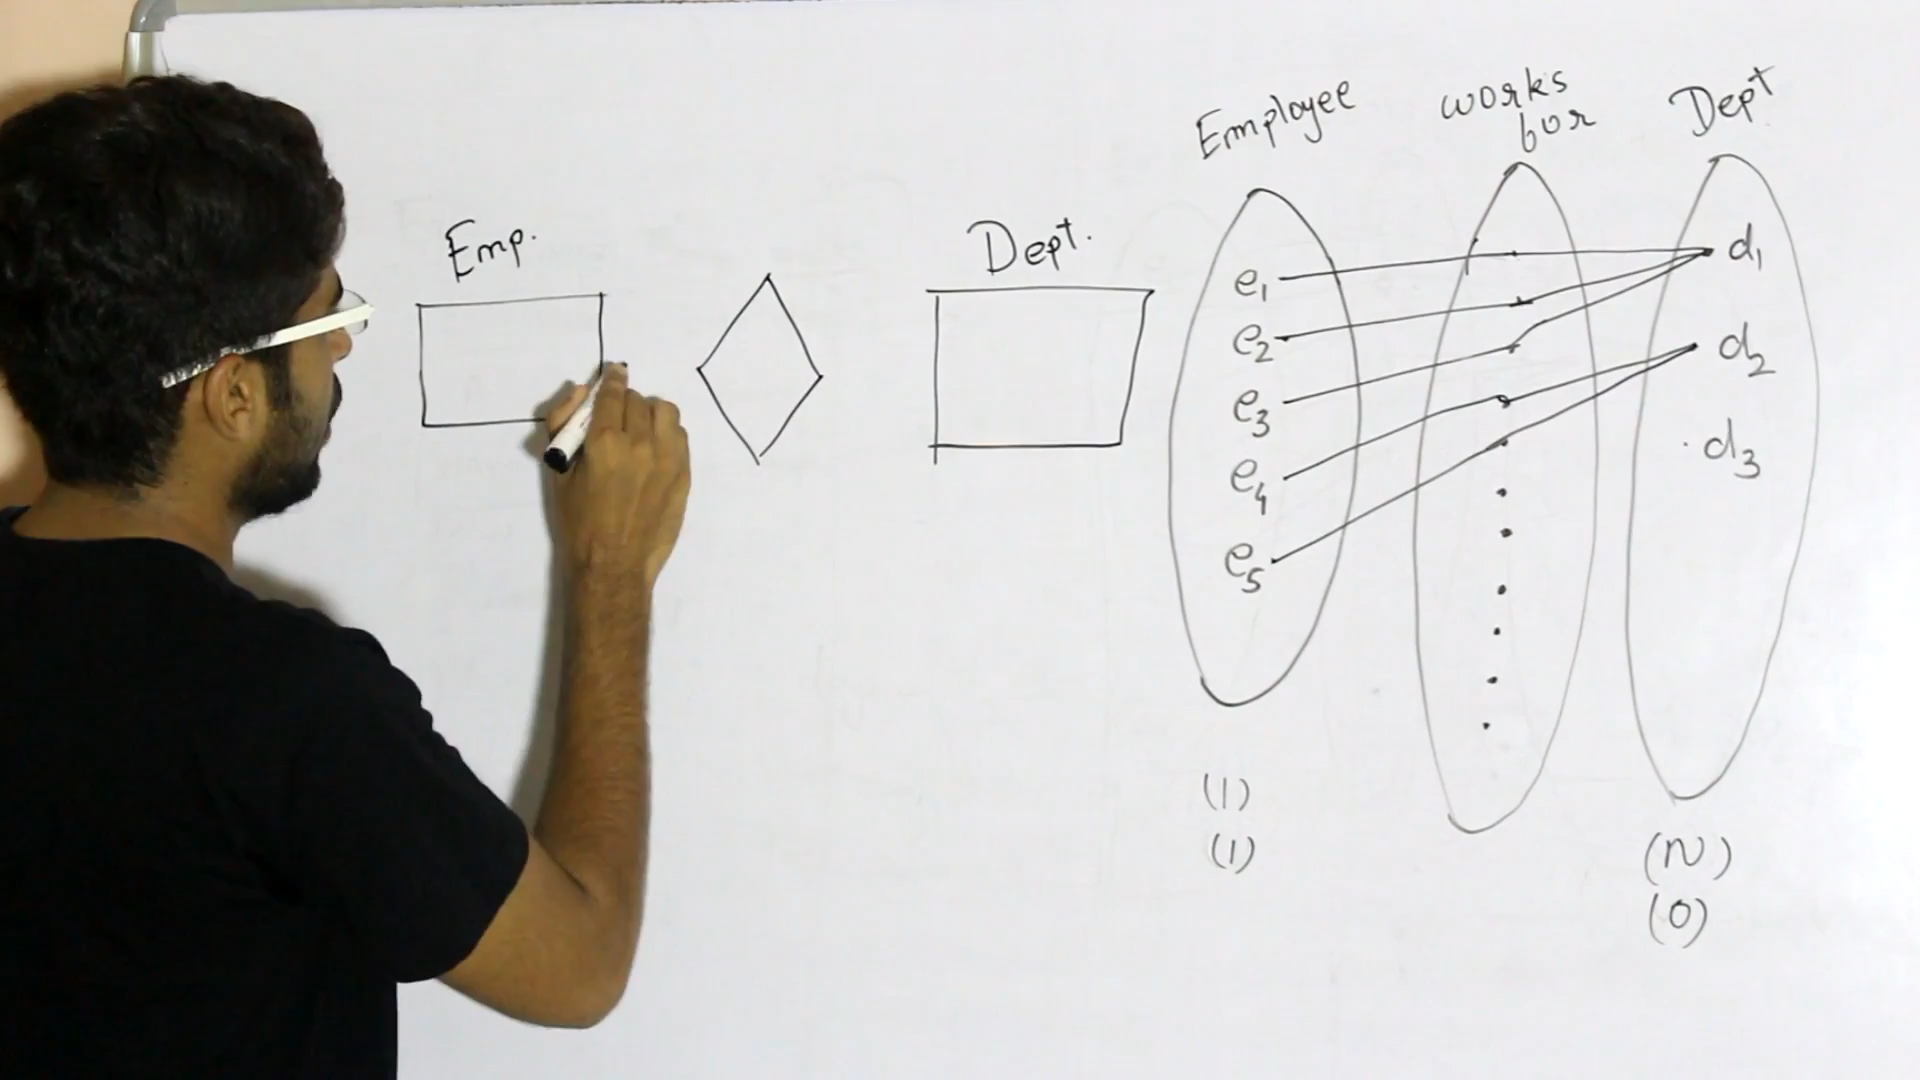 Emp.
Dept.
Employee
works
for
Dept
e1
e2
e3
e4
e5
d1
d2
d3
(1)
(1)
(N)
(0)